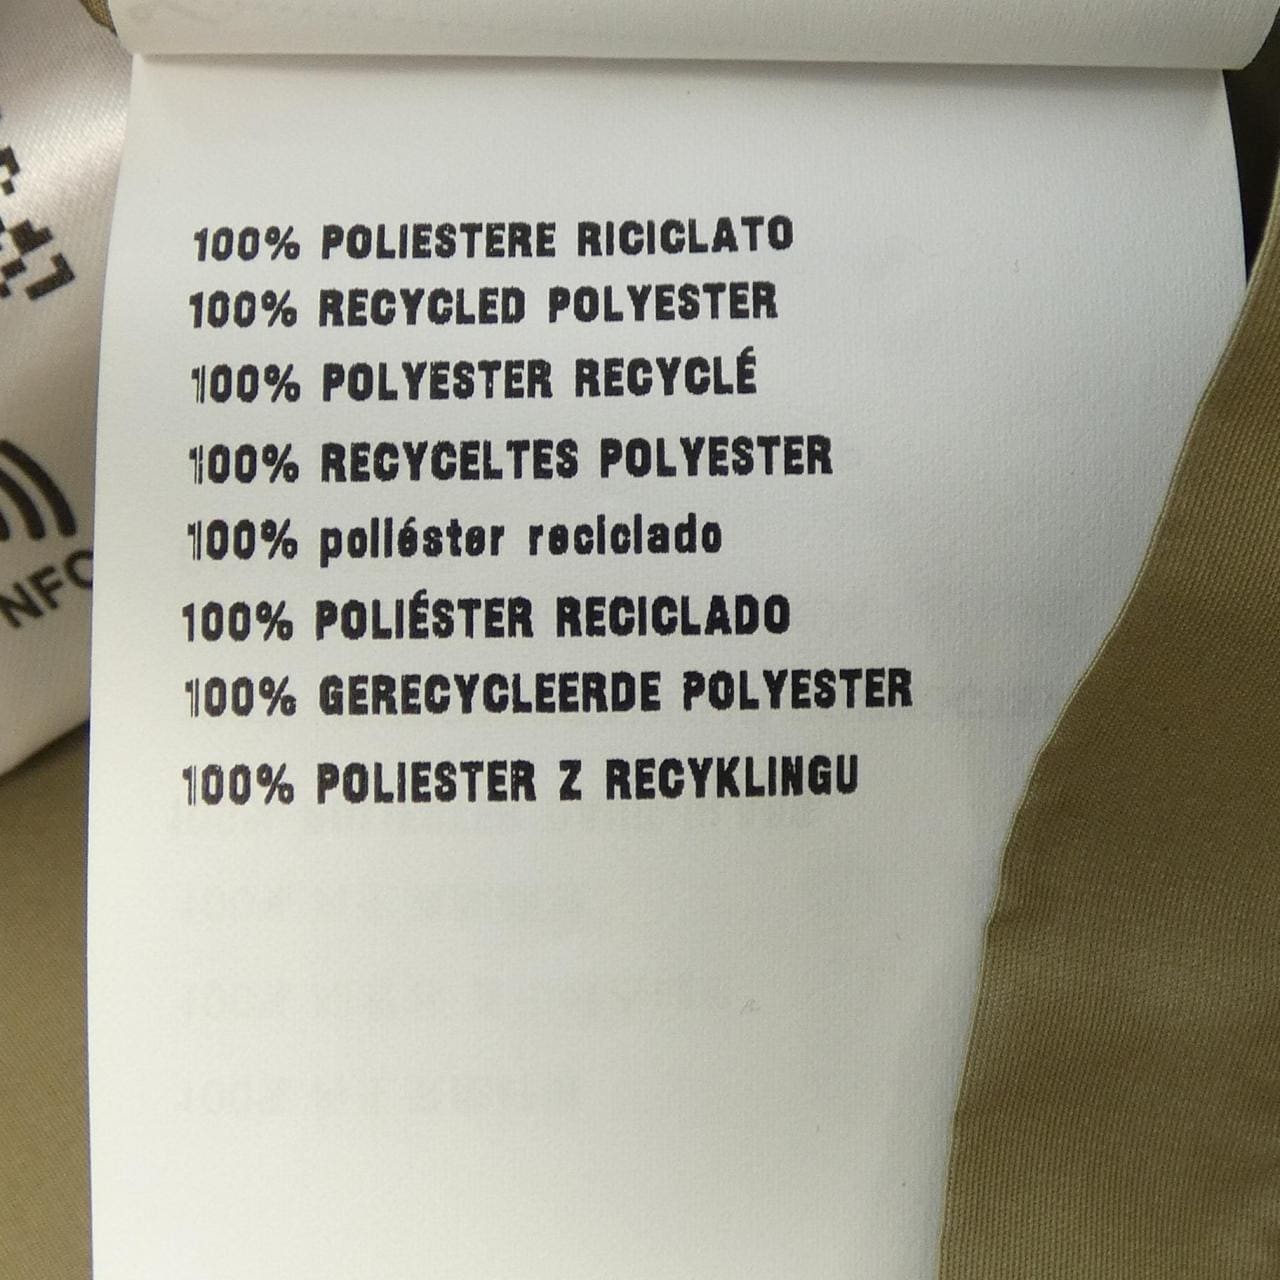 100% POLIESTERE RICICLATO
100% RECYCLED POLYESTER
100% POLYESTER RECYCLÉ
100% RECYCELTES POLYESTER
100% poliéster reciclado
100% POLIÉSTER RECICLADO
100% GERECYCLEERDE POLYESTER
100% POLIESTER Z RECYKLINGU
NFC